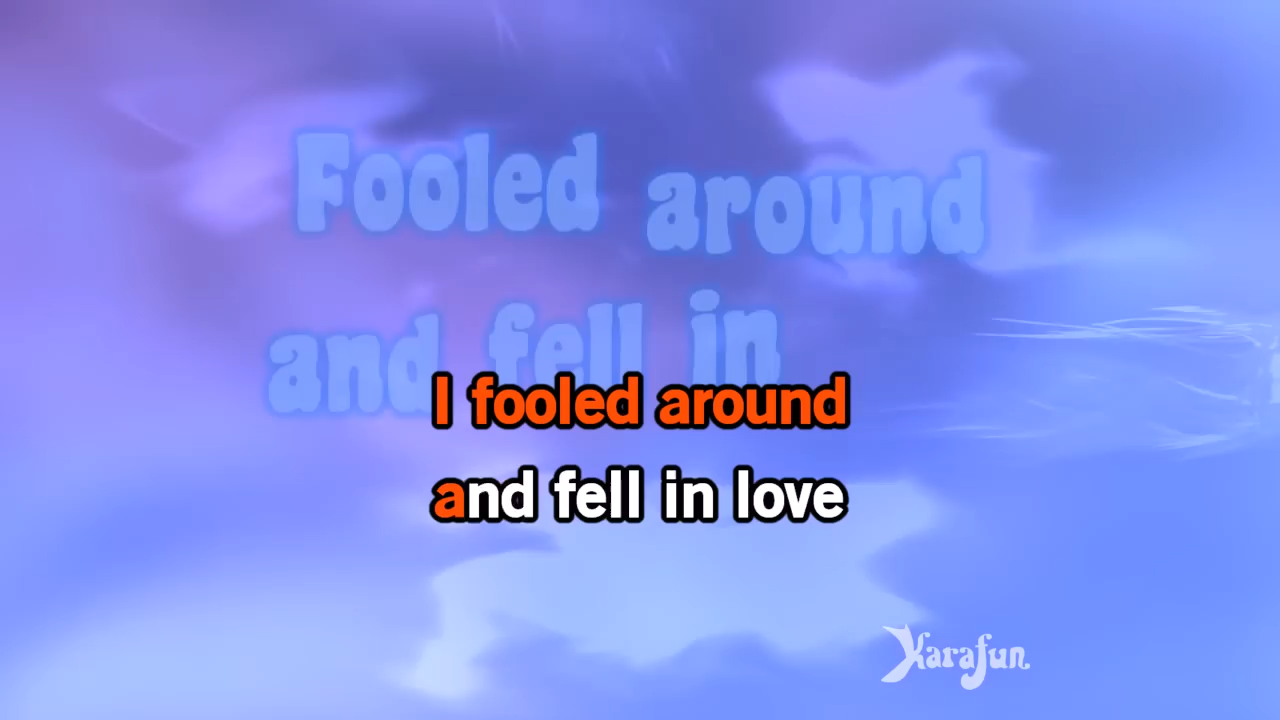 Fooled around
and fell in
I fooled around
and fell in love
Karafun